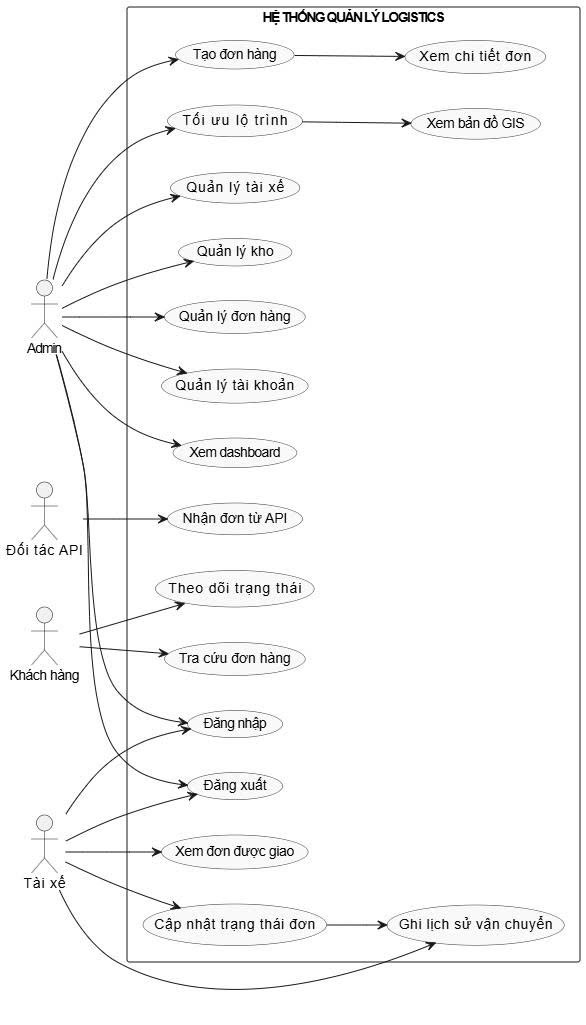 HỆ THỐNG QUẢN LÝ LOGISTICS
Tạo đơn hàng
Xem chi tiết đơn
Tối ưu lộ trình
Xem bản đồ GIS
Quản lý tài xế
Quản lý kho
Quản lý đơn hàng
Admin
Quản lý tài khoản
Xem dashboard
Nhận đơn từ API
Đối tác API
Theo dõi trạng thái
Tra cứu đơn hàng
Khách hàng
Đăng nhập
Đăng xuất
Xem đơn được giao
Tài xế
Cập nhật trạng thái đơn
Ghi lịch sử vận chuyển